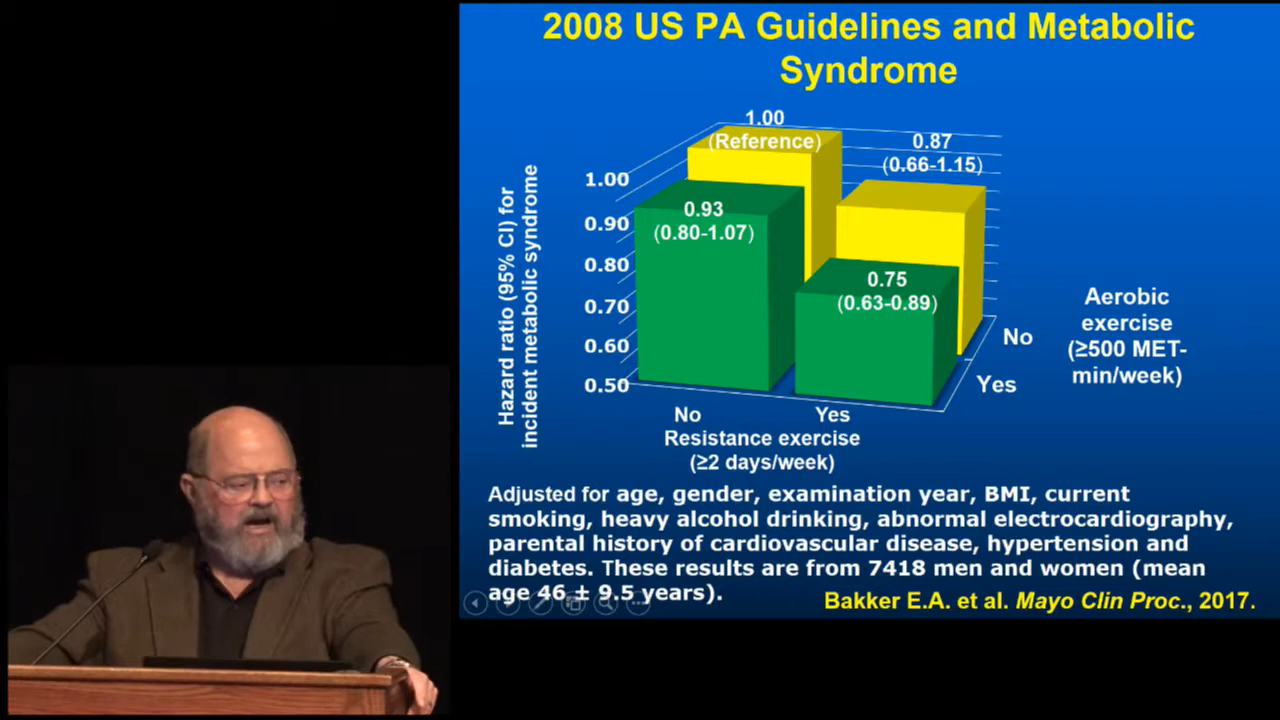 2008 US PA Guidelines and Metabolic
Syndrome
Hazard ratio (95% CI) for
incident metabolic syndrome
1.00
0.90
0.80
0.70
0.60
0.50
1.00
(Reference)
0.87
(0.66-1.15)
0.93
(0.80-1.07)
0.75
(0.63-0.89)
No
Yes
Aerobic
exercise
(≥500 MET-
min/week)
No Yes
Resistance exercise
(≥2 days/week)
Adjusted for age, gender, examination year, BMI, current
smoking, heavy alcohol drinking, abnormal electrocardiography,
parental history of cardiovascular disease, hypertension and
diabetes. These results are from 7418 men and women (mean
age 46 ± 9.5 years).
Bakker E.A. et al. Mayo Clin Proc., 2017.